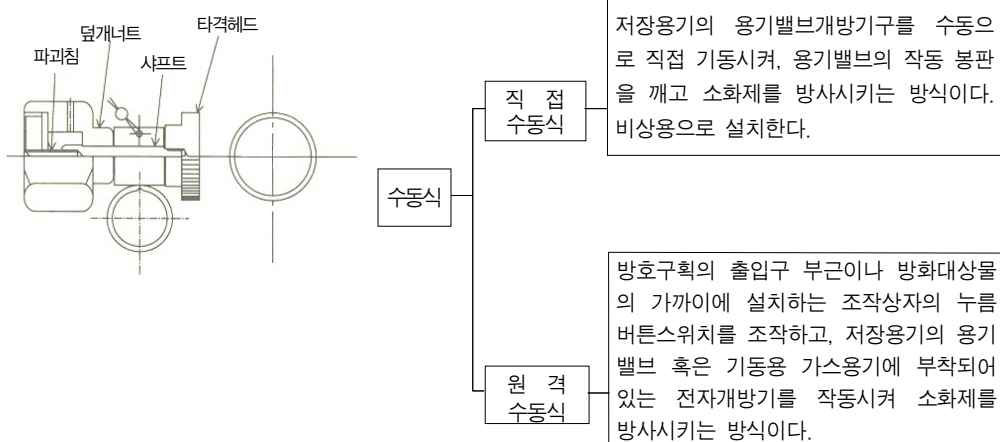 타격헤드
덮개너트
파괴침
샤프트
수동식
직 접
수동식
저장용기의 용기밸브개방기구를 수동으
로 직접 기동시켜, 용기밸브의 작동 봉판
을 깨고 소화제를 방사시키는 방식이다.
비상용으로 설치한다.
원 격
수동식
방호구획의 출입구 부근이나 방화대상물
의 가까이에 설치하는 조작상자의 누름
버튼스위치를 조작하고, 저장용기의 용기
밸브 혹은 기동용 가스용기에 부착되어
있는 전자개방기를 작동시켜 소화제를
방사시키는 방식이다.